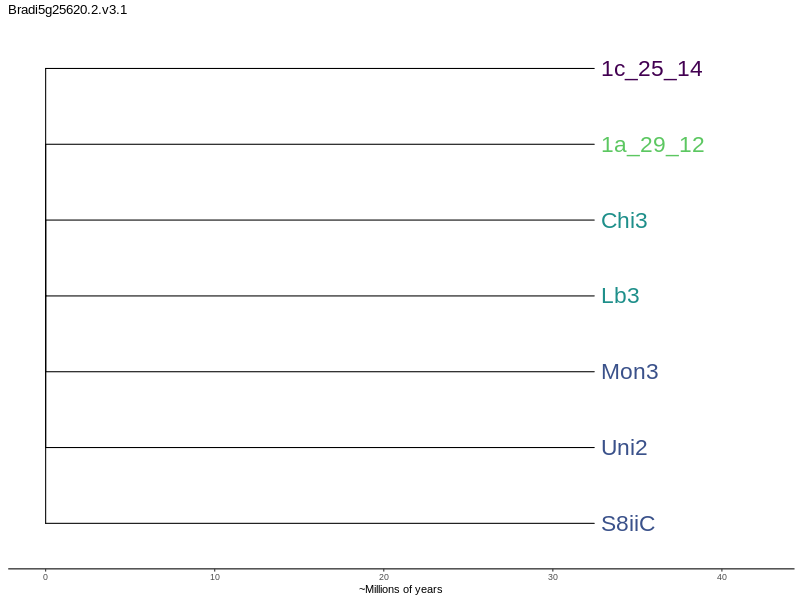 Bradi5g25620.2.v3.1
1c_25_14
1a_29_12
Chi3
Lb3
Mon3
Uni2
S8iiC
0 10 20 30 40
~Millions of years